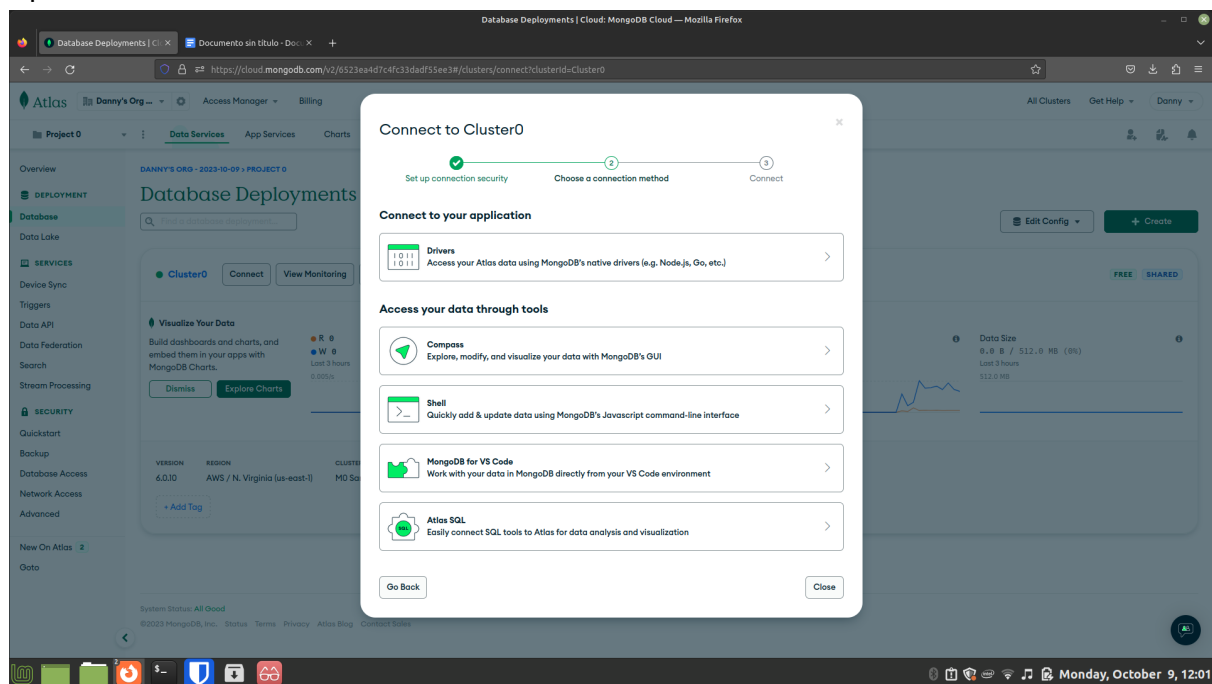 Database Deployments | Cloud: MongoDB Cloud — Mozilla Firefox
Database Deployments | Cl
Documento sin título - Doc
https://cloud.mongodb.com/v2/6523ea4d7c4fc33dadf55ee3#/clusters/connect?clusterId=Cluster0
Atlas
Danny's Org ...
Access Manager
Billing
All Clusters
Get Help
Danny
Project 0
Data Services
App Services
Charts
Overview
DEPLOYMENT
Database
Data Lake
SERVICES
Device Sync
Triggers
Data API
Data Federation
Search
Stream Processing
SECURITY
Quickstart
Backup
Database Access
Network Access
Advanced
New On Atlas 2
Goto
DANNY'S ORG - 2023-10-09 > PROJECT 0
Database Deployments
Find a database deployment...
Edit Config
+ Create
Cluster0
Connect
View Monitoring
FREE
SHARED
Visualize Your Data
Build dashboards and charts, and
embed them in your apps with
MongoDB Charts.
Dismiss
Explore Charts
R 0
W 0
Last 3 hours
0.00/s
Data Size
0.0 B / 512.0 MB (0%)
Last 3 hours
512.0 MB
VERSION
6.0.10
REGION
AWS / N. Virginia (us-east-1)
+ Add Tag
System Status: All Good
©2023 MongoDB, Inc.
Status
Terms
Privacy
Atlas Blog
Contact Sales
Connect to Cluster0
2
3
Set up connection security
Choose a connection method
Connect
Connect to your application
1011
1011
Drivers
Access your Atlas data using MongoDB's native drivers (e.g. Node.js, Go, etc.)
Access your data through tools
Compass
Explore, modify, and visualize your data with MongoDB's GUI
Shell
Quickly add & update data using MongoDB's Javascript command-line interface
MongoDB for VS Code
Work with your data in MongoDB directly from your VS Code environment
SQL
Atlas SQL
Easily connect SQL tools to Atlas for data analysis and visualization
Go Back
Close
Monday, October 9, 12:01